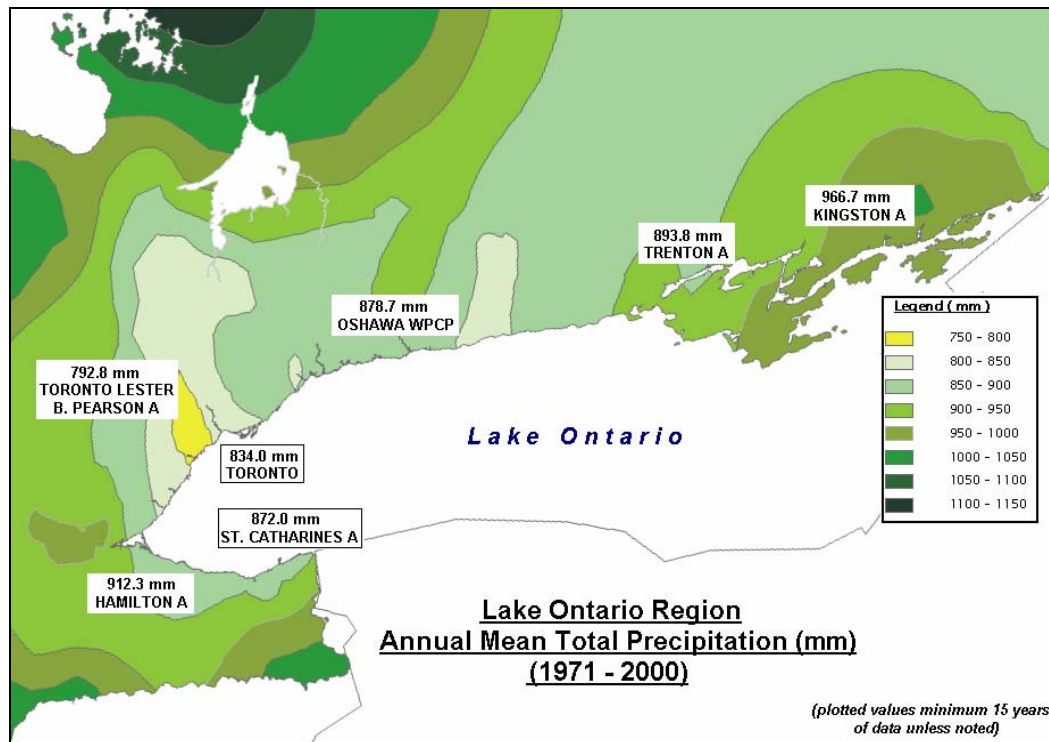 966.7 mm
KINGSTON A
893.8 mm
TRENTON A
878.7 mm
OSHAWA WPCP
Legend ( mm )
750 - 800
800 - 850
850 - 900
900 - 950
950 - 1000
1000 - 1050
1050 - 1100
1100 - 1150
792.8 mm
TORONTO LESTER
B. PEARSON A
Lake Ontario
834.0 mm
TORONTO
872.0 mm
ST. CATHARINES A
912.3 mm
HAMILTON A
Lake Ontario Region
Annual Mean Total Precipitation (mm)
(1971 - 2000)
(plotted values minimum 15 years
of data unless noted)